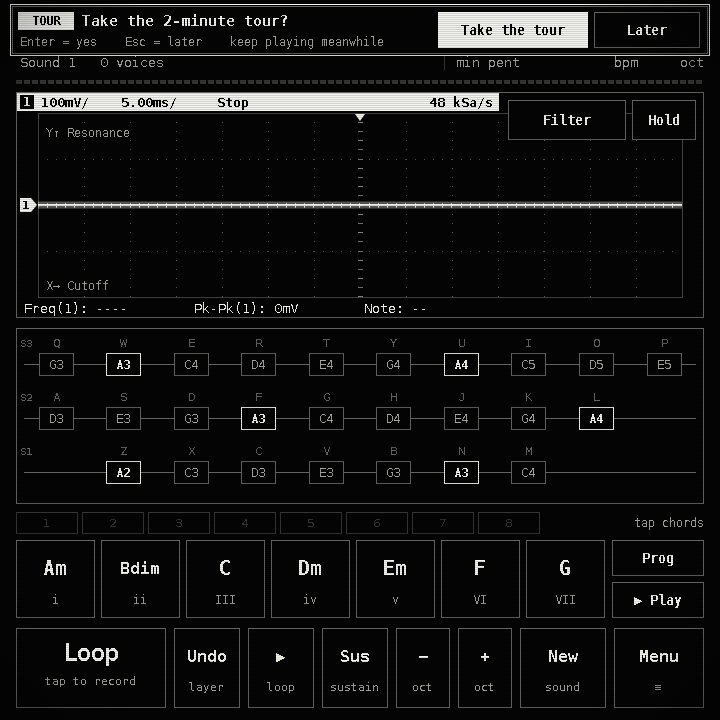 TOUR Take the 2-minute tour?
Enter = yes Esc = later keep playing meanwhile
Take the tour
Later
Sound 1 0 voices min pent bpm oct
1 100mV/ 5.00ms/ Stop 48 kSa/s
Filter
Hold
Y↑ Resonance
1
X→ Cutoff
Freq(1): ---- Pk-Pk(1): 0mV Note: --
S3 Q W E R T Y U I O P
G3 A3 C4 D4 E4 G4 A4 C5 D5 E5
S2 A S D F G H J K L
D3 E3 G3 A3 C4 D4 E4 G4 A4
S1 Z X C V B N M
A2 C3 D3 E3 G3 A3 C4
1 2 3 4 5 6 7 8 tap chords
Am Bdim C Dm Em F G
i ii III iv v VI VII
Prog
▶ Play
Loop Undo ▶ Sus − + New Menu
tap to record layer loop sustain oct oct sound ≡